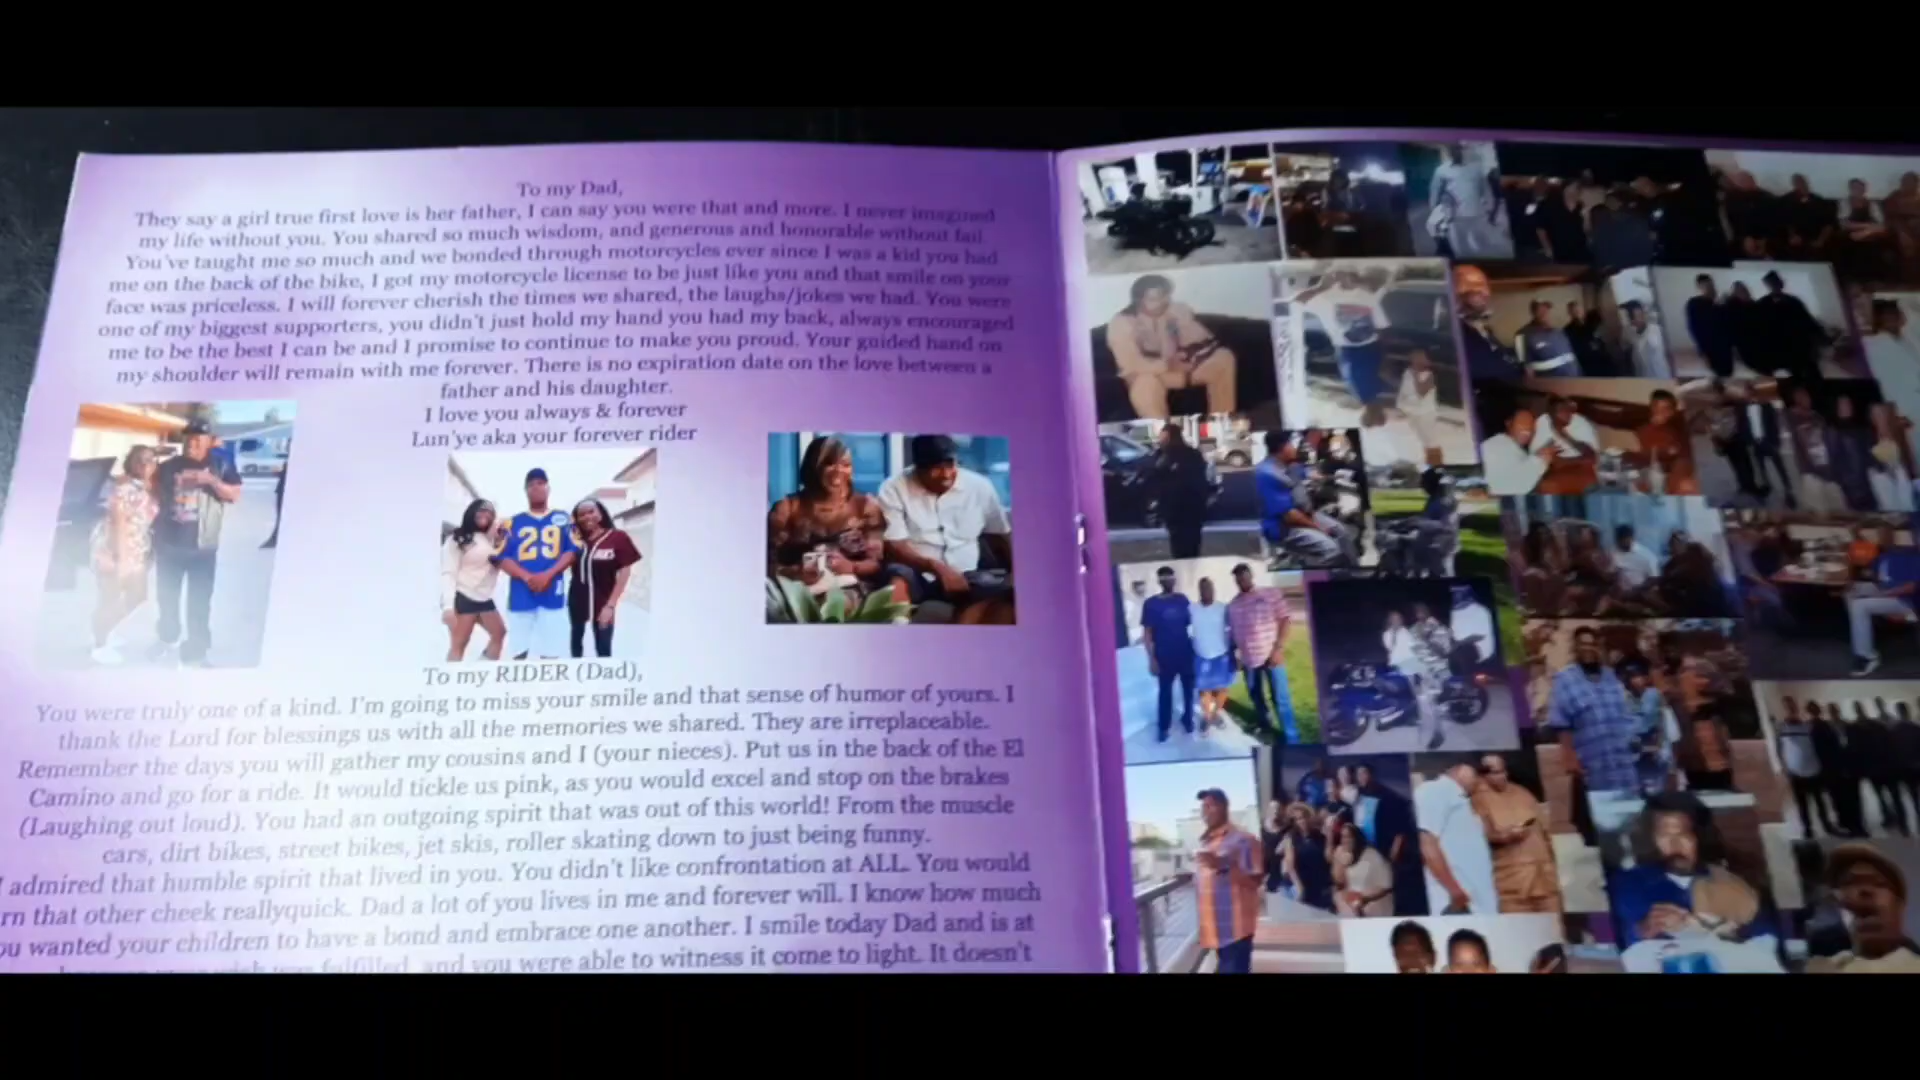 To my Dad,
They say a girl true first love is her father, I can say you were that and more. I never imagined
my life without you. You shared so much wisdom, and generous and honorable without fail.
You've taught me so much and we bonded through motorcycles ever since I was a kid you had
me on the back of the bike, I got my motorcycle license to be just like you and that smile on your
face was priceless. I will forever cherish the times we shared, the laughs/jokes we had. You were
one of my biggest supporters, you didn't just hold my hand you had my back, always encouraged
me to be the best I can be and I promise to continue to make you proud. Your guided hand on
my shoulder will remain with me forever. There is no expiration date on the love between a
father and his daughter.
I love you always & forever
Lun'ye aka your forever rider
29
To my RIDER (Dad),
You were truly one of a kind. I'm going to miss your smile and that sense of humor of yours. I
thank the Lord for blessings us with all the memories we shared. They are irreplaceable.
Remember the days you will gather my cousins and I (your nieces). Put us in the back of the El
Camino and go for a ride. It would tickle us pink, as you would excel and stop on the brakes
(Laughing out loud). You had an outgoing spirit that was out of this world! From the muscle
cars, dirt bikes, street bikes, jet skis, roller skating down to just being funny.
I admired that humble spirit that lived in you. You didn't like confrontation at ALL. You would
rn that other cheek reallyquick. Dad a lot of you lives in me and forever will. I know how much
ou wanted your children to have a bond and embrace one another. I smile today Dad and is at
wish was fulfilled, and you were able to witness it come to light. It doesn't